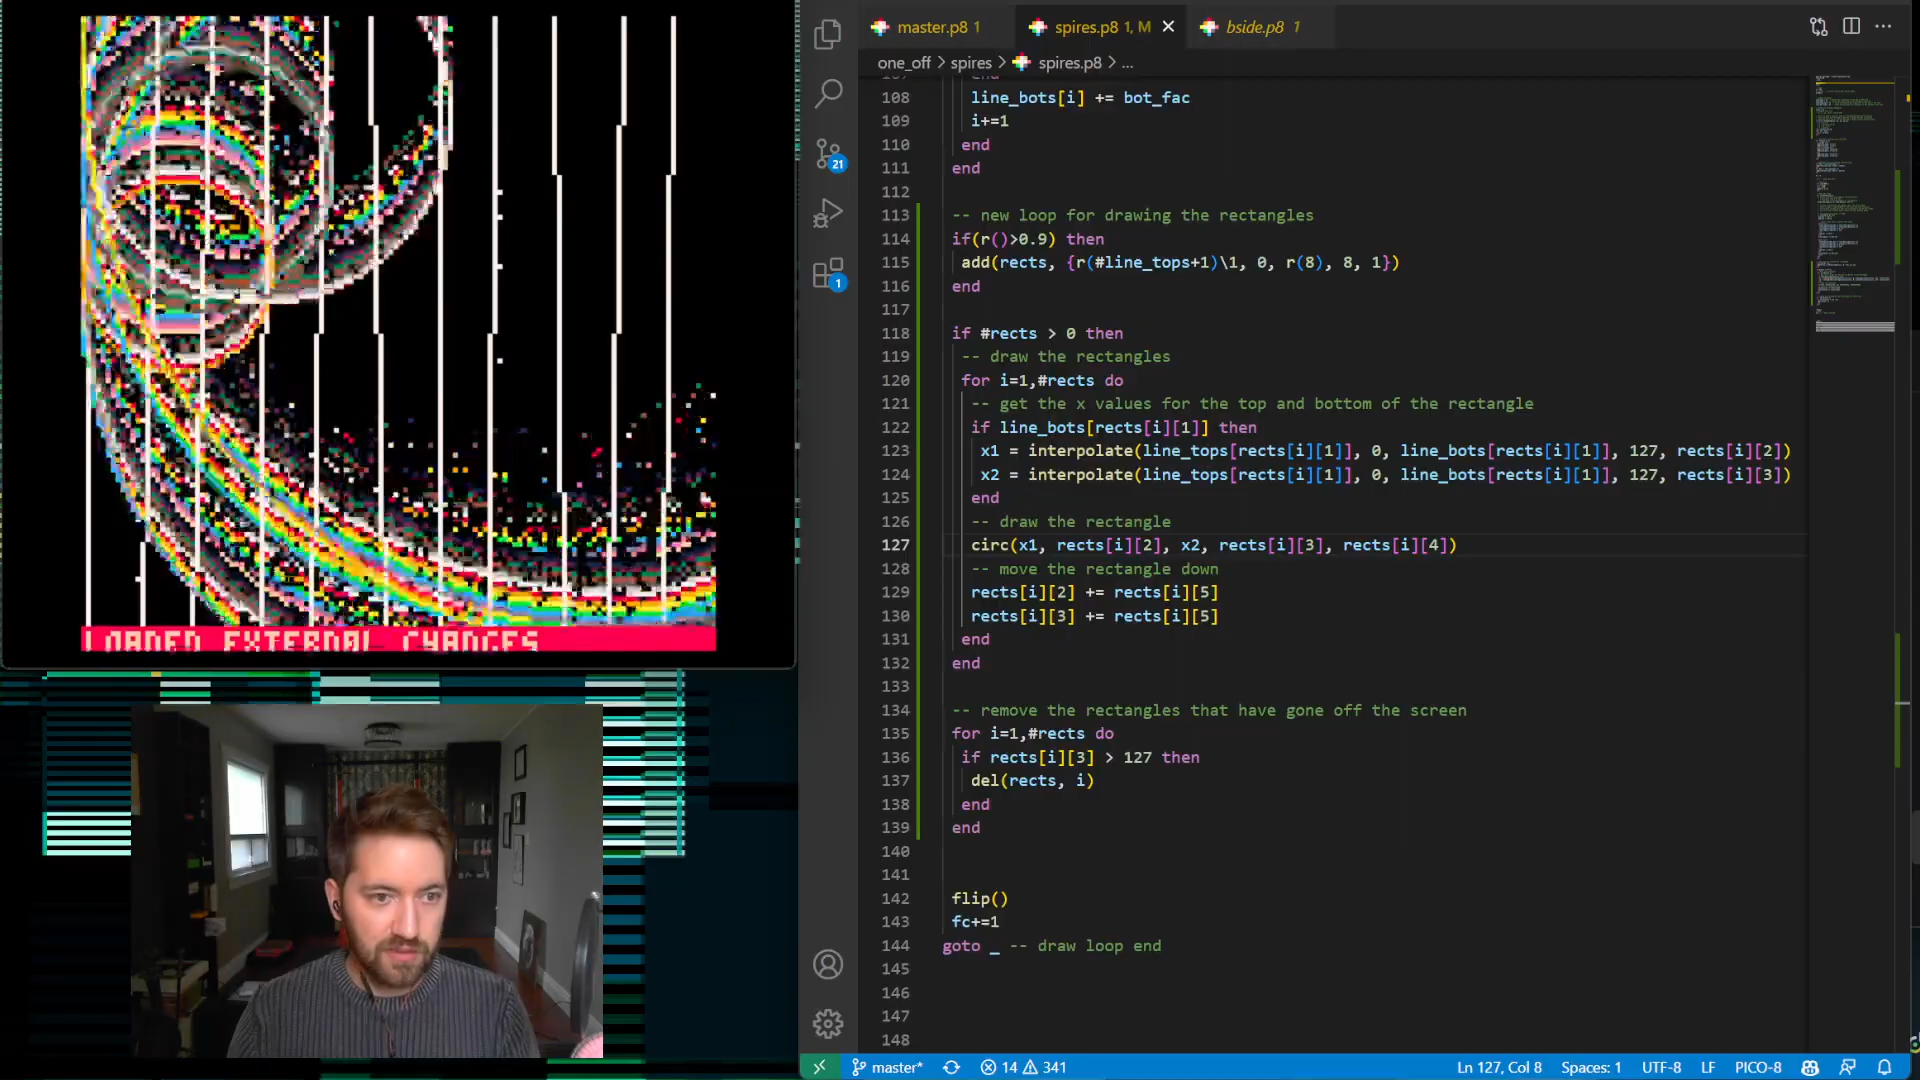 master.p8 1
spires.p8 1, M
bside.p8 1
one_off > spires > spires.p8 > ...
108 line_bots[i] += bot_fac
109 i+=1
110 end
111 end
112
113 -- new loop for drawing the rectangles
114 if(r()>0.9) then
115 add(rects, {r(#line_tops+1)\1, 0, r(8), 8, 1})
116 end
117
118 if #rects > 0 then
119 -- draw the rectangles
120 for i=1,#rects do
121 -- get the x values for the top and bottom of the rectangle
122 if line_bots[rects[i][1]] then
123 x1 = interpolate(line_tops[rects[i][1]], 0, line_bots[rects[i][1]], 127, rects[i][2])
124 x2 = interpolate(line_tops[rects[i][1]], 0, line_bots[rects[i][1]], 127, rects[i][3])
125 end
126 -- draw the rectangle
127 circ(x1, rects[i][2], x2, rects[i][3], rects[i][4])
128 -- move the rectangle down
129 rects[i][2] += rects[i][5]
130 rects[i][3] += rects[i][5]
131 end
132 end
133
134 -- remove the rectangles that have gone off the screen
135 for i=1,#rects do
136 if rects[i][3] > 127 then
137 del(rects, i)
138 end
139 end
140
141
142 flip()
143 fc+=1
144 goto _ -- draw loop end
145
146
147
148
21
1
LOADED EXTERNAL CHANGES
master*
14
341
Ln 127, Col 8
Spaces: 1
UTF-8
LF
PICO-8